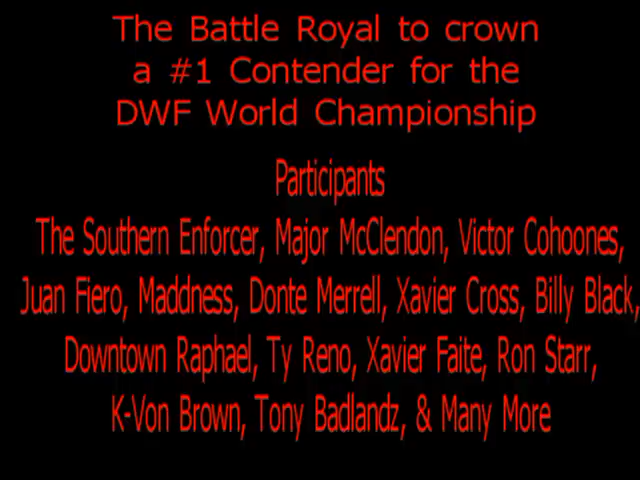 The Battle Royal to crown
a #1 Contender for the
DWF World Championship
Participants
The Southern Enforcer, Major McClendon, Victor Cohoones,
Juan Fiero, Maddness, Donte Merrell, Xavier Cross, Billy Black,
Downtown Raphael, Ty Reno, Xavier Faite, Ron Starr,
K-Von Brown, Tony Badlandz, & Many More